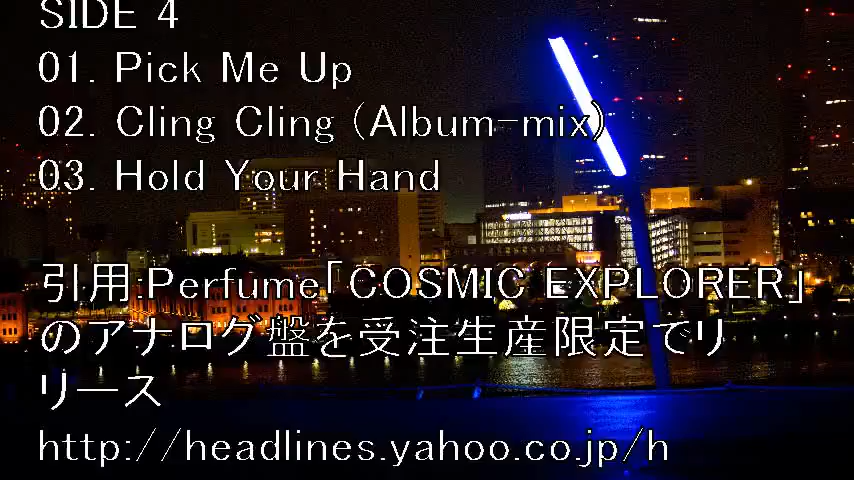 SIDE 4
01. Pick Me Up
02. Cling Cling (Album-mix)
03. Hold Your Hand
引用:Perfume「COSMIC EXPLORER」
のアナログ盤を受注生産限定でリ
リース
http://headlines.yahoo.co.jp/h